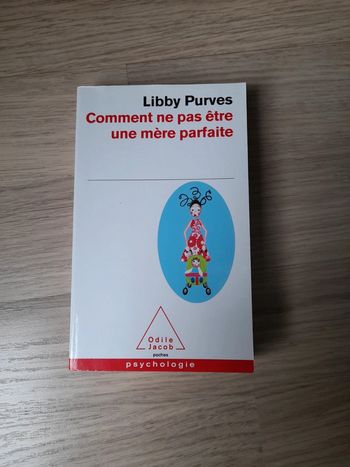 Libby Purves
Comment ne pas être
une mère parfaite
Odile
Jacob
poches
psychologie